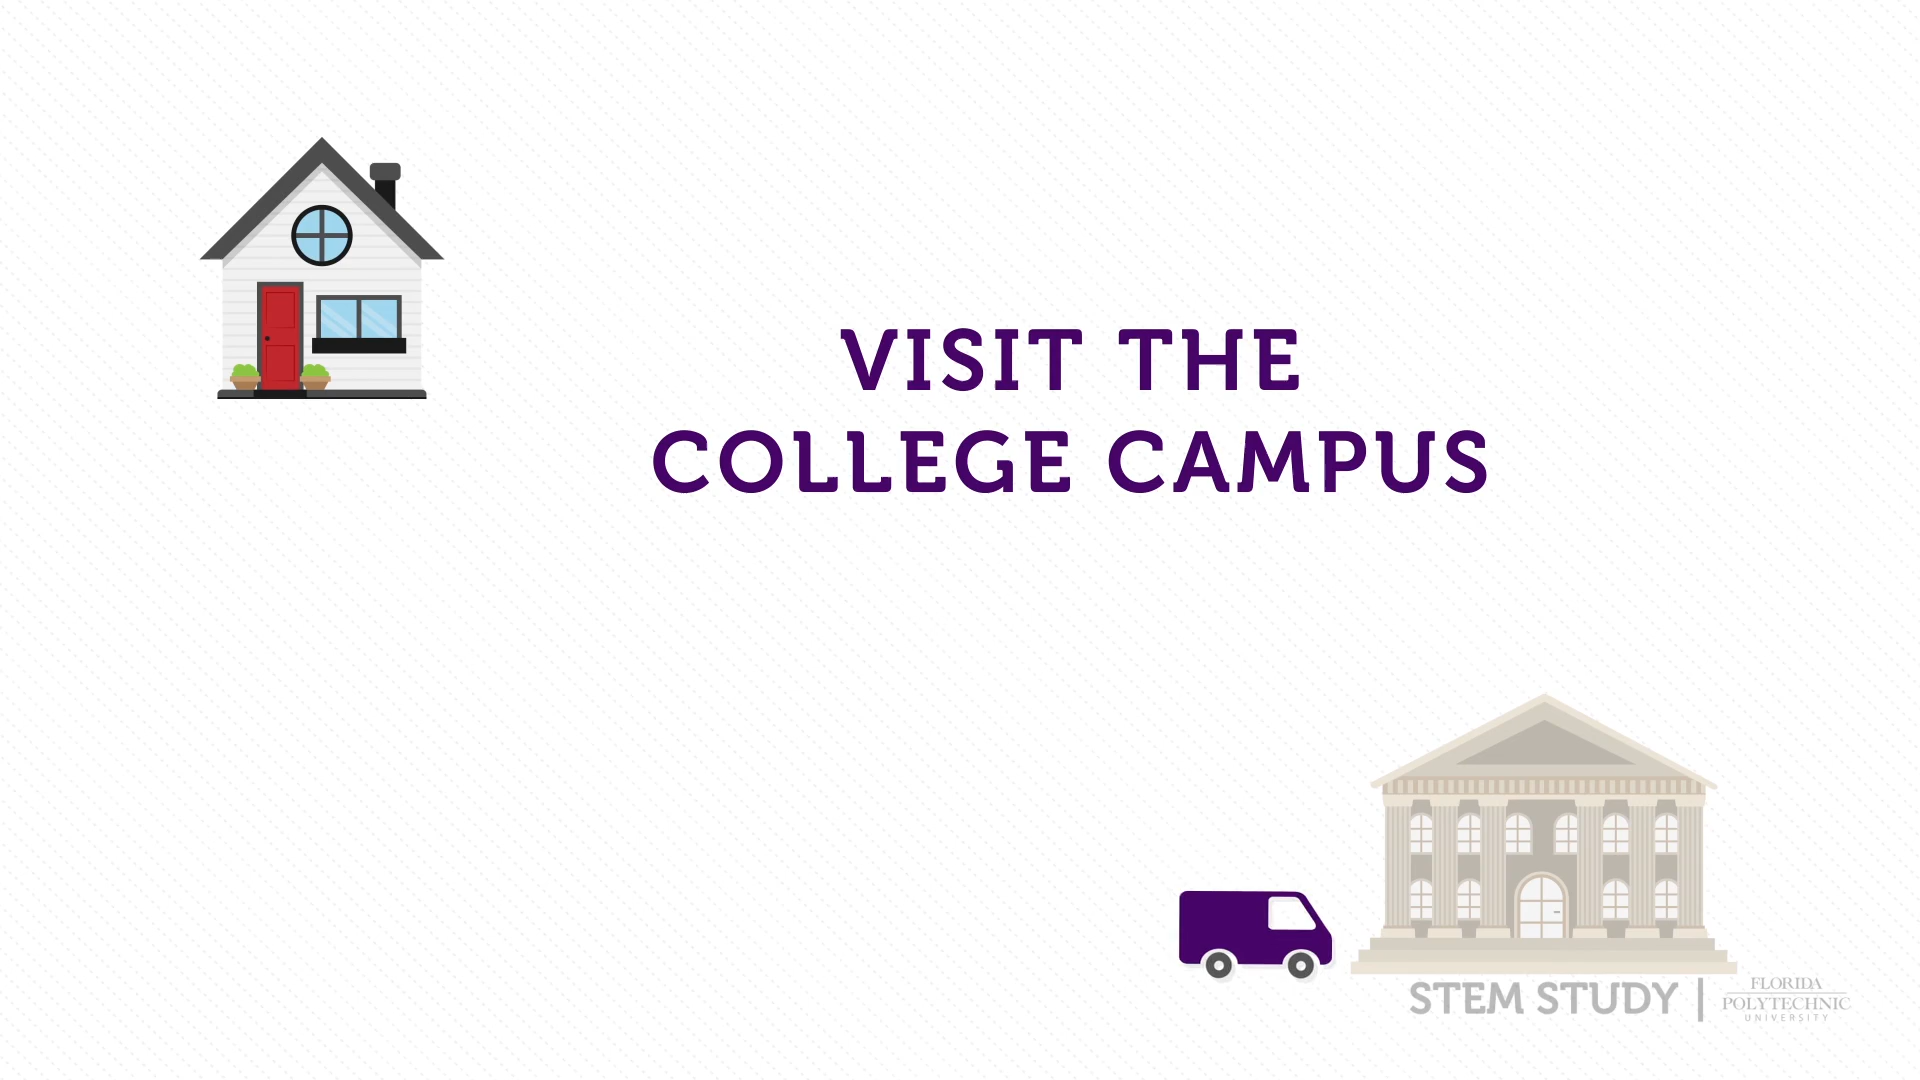 VISIT THE
COLLEGE CAMPUS
STEM STUDY | FLORIDA
POLYTECHNIC
UNIVERSITY